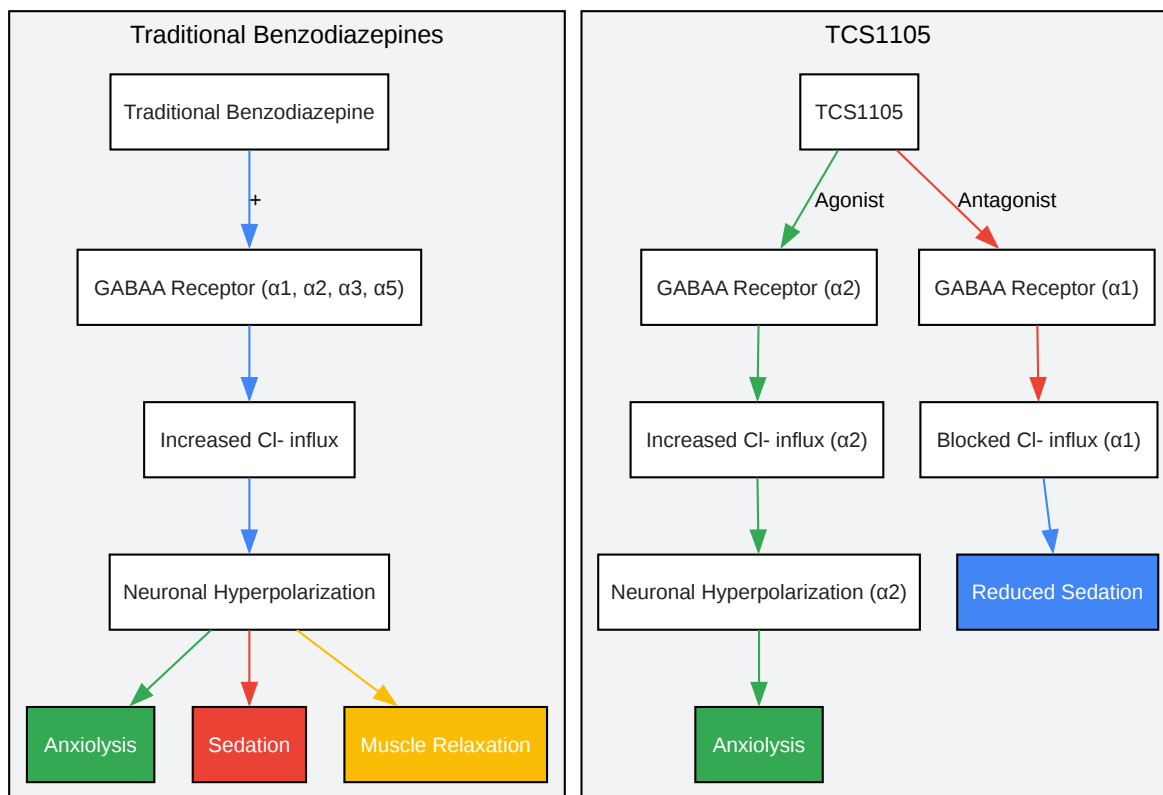 Traditional Benzodiazepines
Traditional Benzodiazepine
+
GABAA Receptor (α1, α2, α3, α5)
Increased Cl- influx
Neuronal Hyperpolarization
Anxiolysis
Sedation
Muscle Relaxation
TCS1105
TCS1105
Agonist
Antagonist
GABAA Receptor (α2)
GABAA Receptor (α1)
Increased Cl- influx (α2)
Blocked Cl- influx (α1)
Neuronal Hyperpolarization (α2)
Reduced Sedation
Anxiolysis